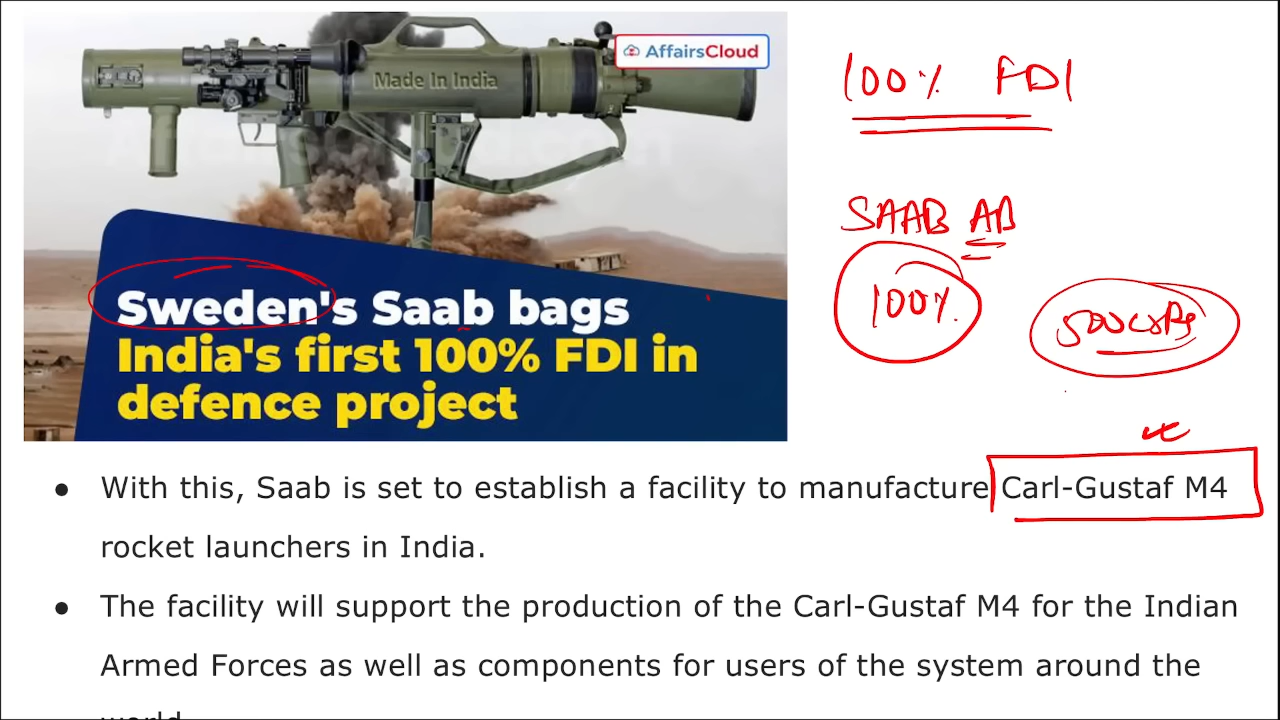 AffairsCloud
Made In India
100% FDI
SAAB AB
100%.
Sweden's Saab bags
India's first 100% FDI in
defence project
With this, Saab is set to establish a facility to manufacture Carl-Gustaf M4
rocket launchers in India.
The facility will support the production of the Carl-Gustaf M4 for the Indian
Armed Forces as well as components for users of the system around the